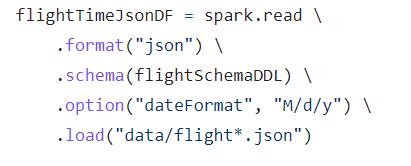 flightTimeJsonDF = spark.read \
.format("json") \
.schema(flightSchemaDDL) \
.option("dateFormat", "M/d/y") \
.load("data/flight*.json")